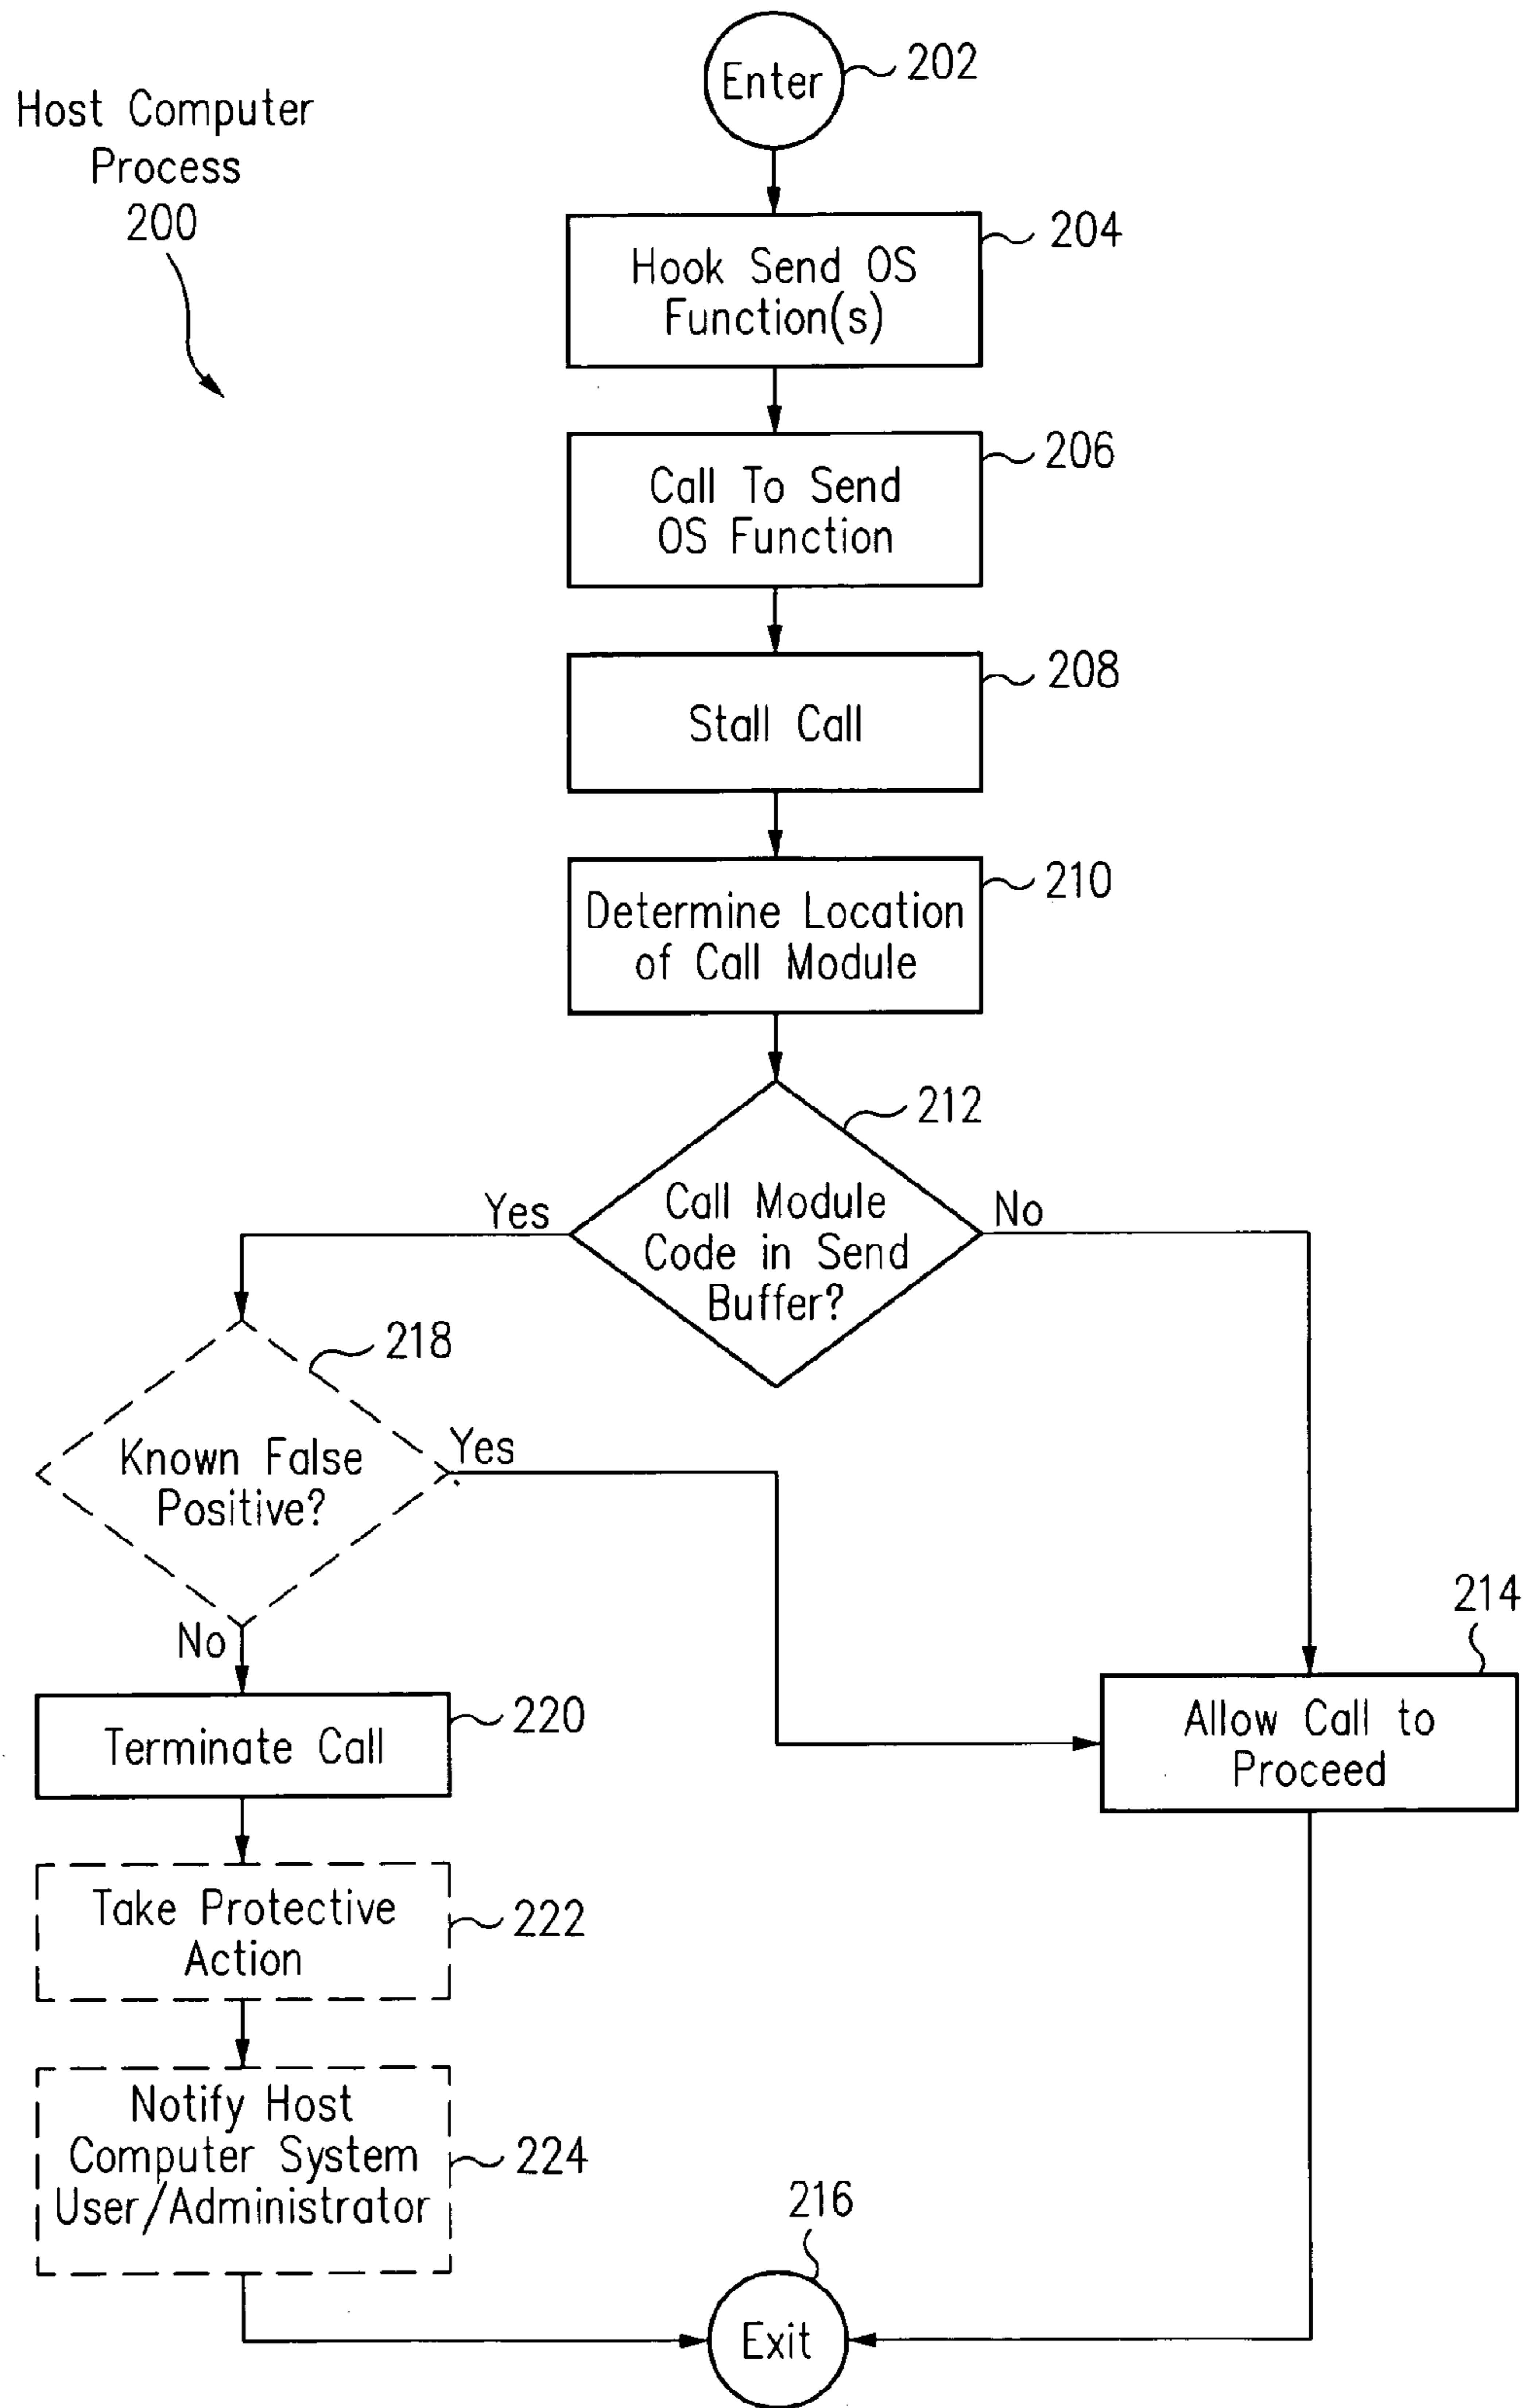 Enter
202
Host Computer
Process
200
Hook Send OS
Function(s)
204
Call To Send
OS Function
206
Stall Call
208
Determine Location
of Call Module
210
212
Call Module
Code in Send
Buffer?
Yes
No
218
Known False
Positive?
Yes
No
214
Allow Call to
Proceed
Terminate Call
220
Take Protective
Action
222
Notify Host
Computer System
User/Administrator
224
216
Exit